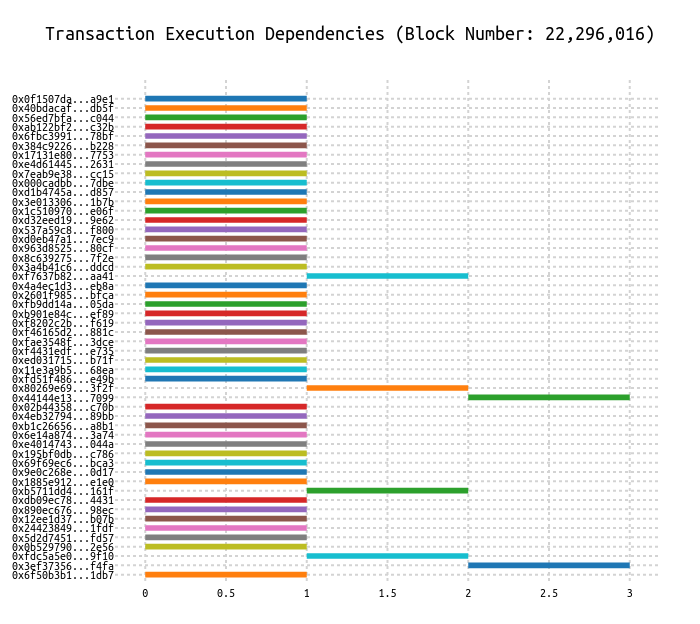 Transaction Execution Dependencies (Block Number: 22,296,016)
0x0f1507da...a9e1
0x40bdacaf...db5f
0x56ed7bfa...c044
0xab122bf2...c32b
0x6fbc3991...78bf
0x384c9226...b228
0x17131e80...7753
0xe4d61445...2631
0x7eab9e38...cc15
0x000cadbb...7dbe
0xd1b4745a...d857
0x3e013306...1b7b
0x1c510970...e06f
0xd32eed19...9e62
0x537a59c8...f800
0xd0eb47a1...7ec9
0x963d8525...80cf
0x8c639275...7f2e
0x3a4b41c6...ddcd
0xf7637b82...aa41
0x4a4ec1d3...eb8a
0x2601f985...bfca
0xfb9dd14a...05da
0xb901e84c...ef89
0xf8202c2b...f619
0xf46165d2...881c
0xfae3548f...3dce
0xf4431edf...e735
0xed031715...b71f
0x11e3a9b5...68ea
0xfd51f486...e49b
0x80269e69...3f2f
0x44144e13...7099
0x02b44358...c70b
0x4eb32794...89bb
0xb1c26656...a8b1
0x6e14a874...3a74
0xe4014743...044a
0x195bf0db...c786
0x69f69ec6...bca3
0x9e0c268e...0d17
0x1885e912...e1e0
0xb5711dd4...161f
0xdb09ec78...4431
0x890ec676...98ec
0x12ee1d37...b07b
0x24423849...1fdf
0x5d2d7451...fd57
0x0b529790...2e56
0xfdc5a5e0...9f10
0x3ef37356...f4fa
0x6f50b3b1...1db7
0 0.5 1 1.5 2 2.5 3